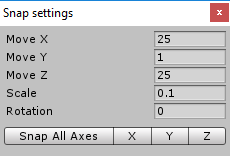 Snap settings x
Move X 25
Move Y 1
Move Z 25
Scale 0.1
Rotation 0
Snap All Axes X Y Z